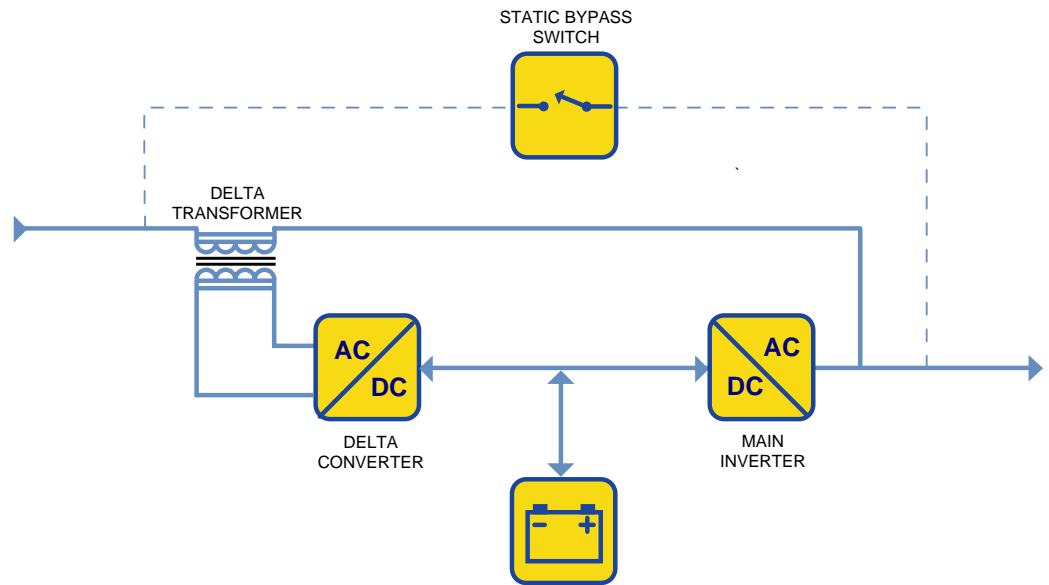 STATIC BYPASS
SWITCH
`
DELTA
TRANSFORMER
AC
DC
AC
DC
DELTA
CONVERTER
MAIN
INVERTER
- +